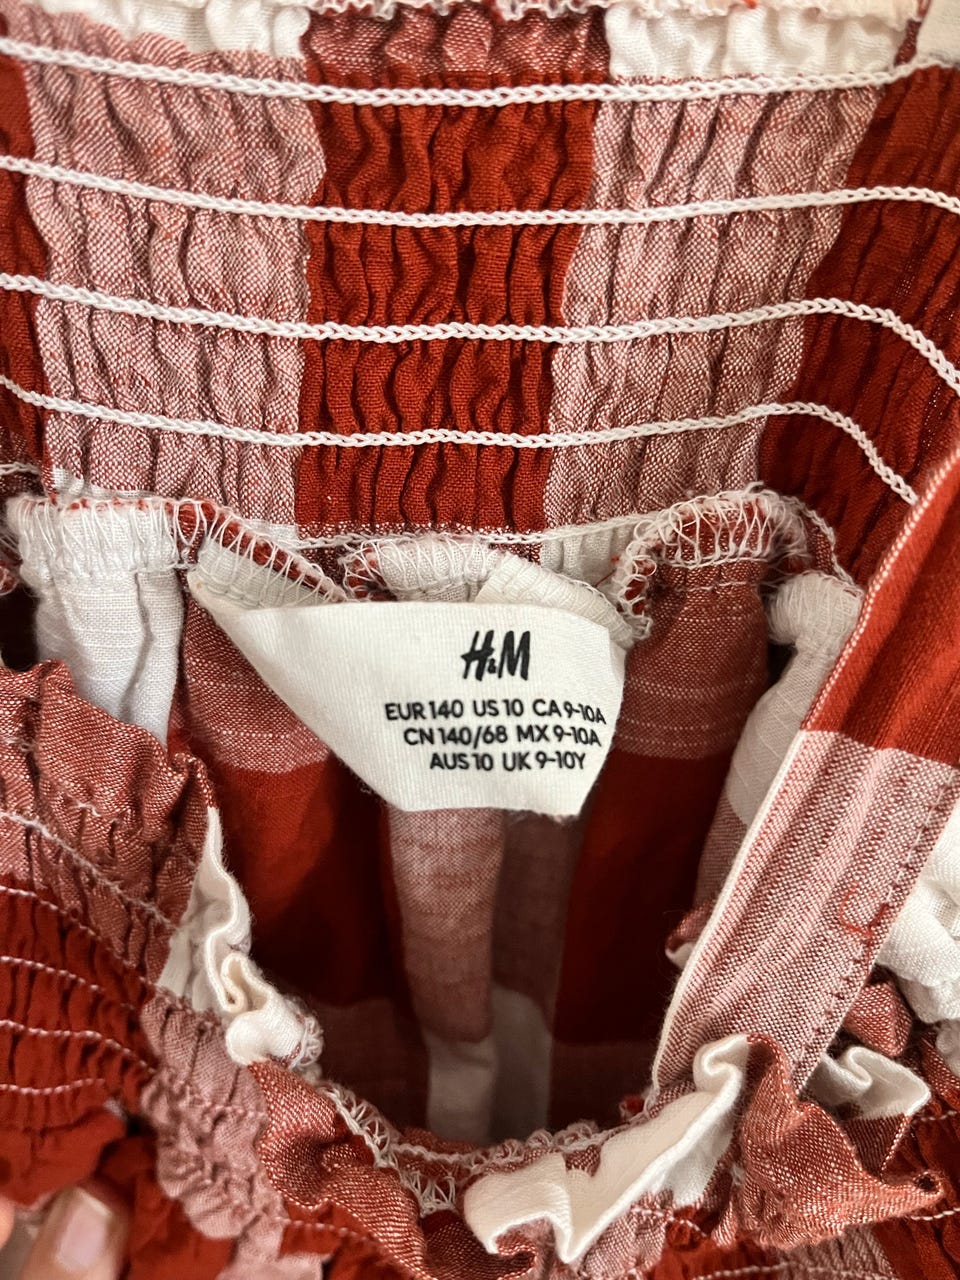 H&M
EUR 140 US 10 CA 9-10A
CN 140/68 MX 9-10A
AUS 10 UK 9-10Y